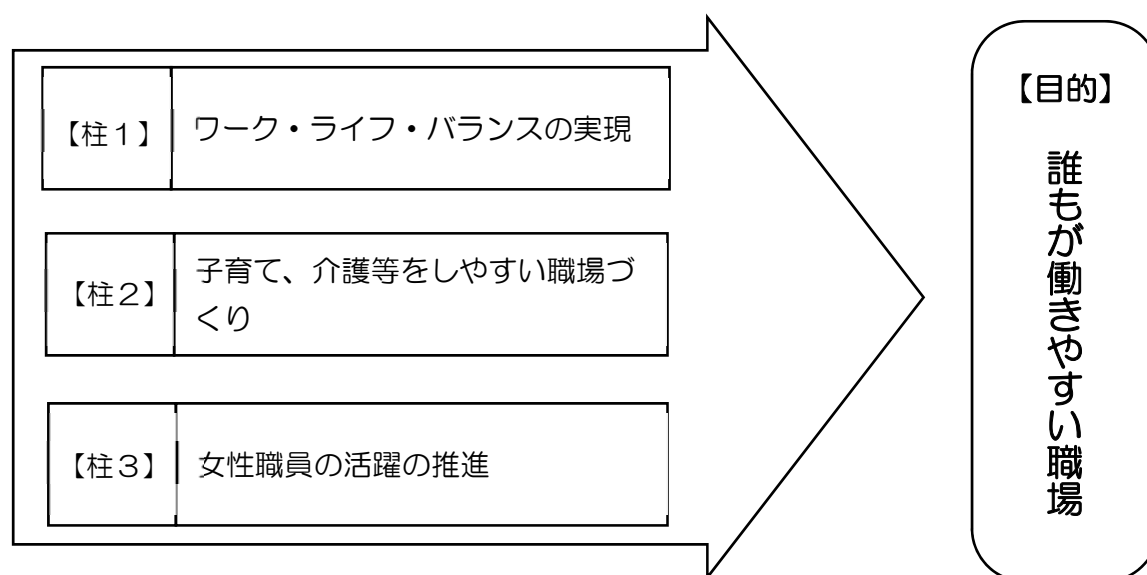 【柱１】
ワーク・ライフ・バランスの実現
【柱２】
子育て、介護等をしやすい職場づ
くり
【柱３】
女性職員の活躍の推進
【目的】
誰もが働きやすい職場